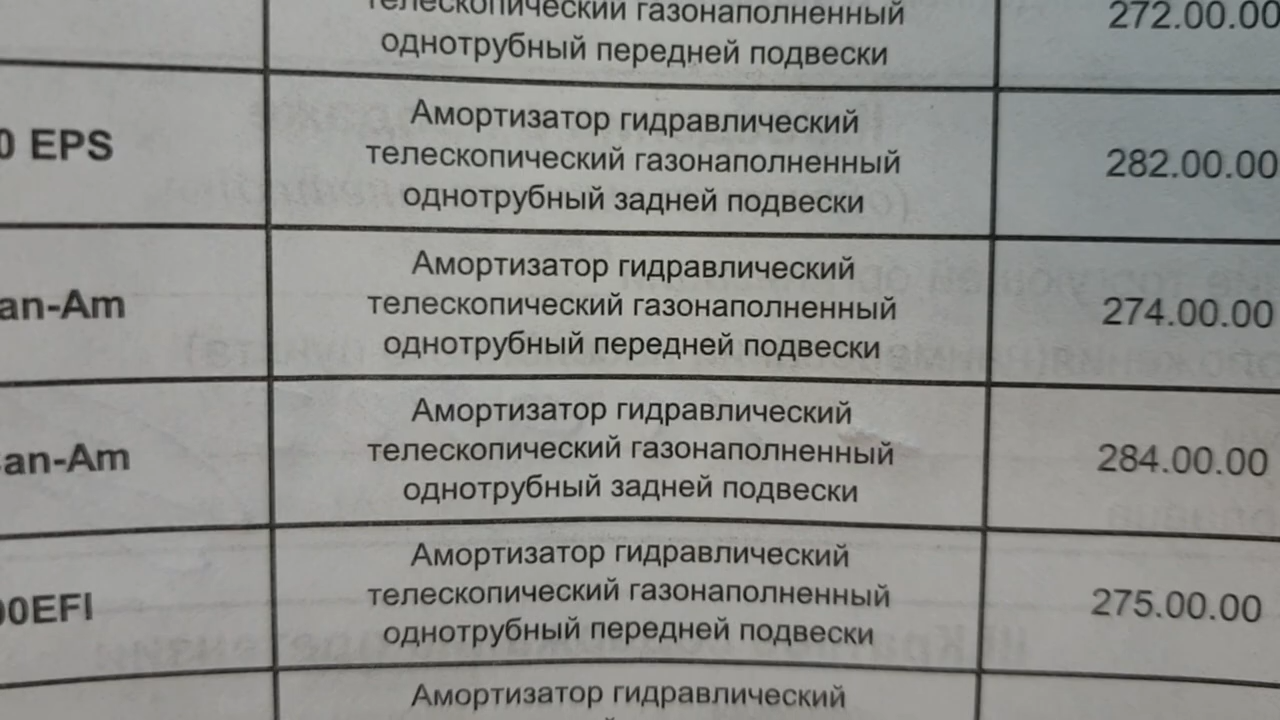 телескопический газонаполненный
однотрубный передней подвески
272.00.00
0 EPS
Амортизатор гидравлический
телескопический газонаполненный
однотрубный задней подвески
282.00.00
an-Am
Амортизатор гидравлический
телескопический газонаполненный
однотрубный передней подвески
274.00.00
an-Am
Амортизатор гидравлический
телескопический газонаполненный
однотрубный задней подвески
284.00.00
00EFI
Амортизатор гидравлический
телескопический газонаполненный
однотрубный передней подвески
275.00.00
Амортизатор гидравлический